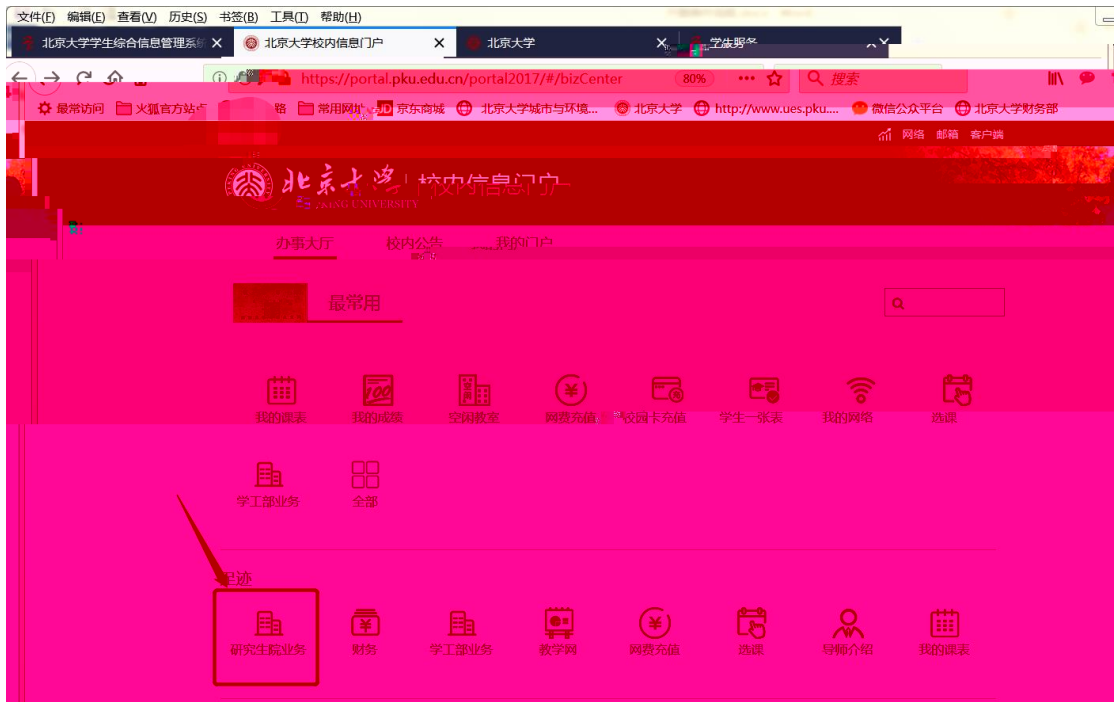 文件(F) 编辑(E) 查看(V) 历史(S) 书签(B) 工具(T) 帮助(H)
北京大学学生综合信息管理系统 北京大学校内信息门户 北京大学
https://portal.pku.edu.cn/portal2017/#/bizCenter 80% 搜索
最常访问 火狐官方站点 常用网址 JD 京东商城 北京大学城市与环境... 北京大学 http://www.ues.pku.... 微信公众平台 北京大学财务部
网络 邮箱 客户端
北京大学 校内信息门户
办事大厅 校内公告 我的门户
最常用
我的课表 我的成绩 空闲教室 网费充值 校园卡充值 学生一张表 我的网络 选课
学工部业务 全部
足迹
研究生院业务 财务 学工部业务 教学网 网费充值 选课 导师介绍 我的课表